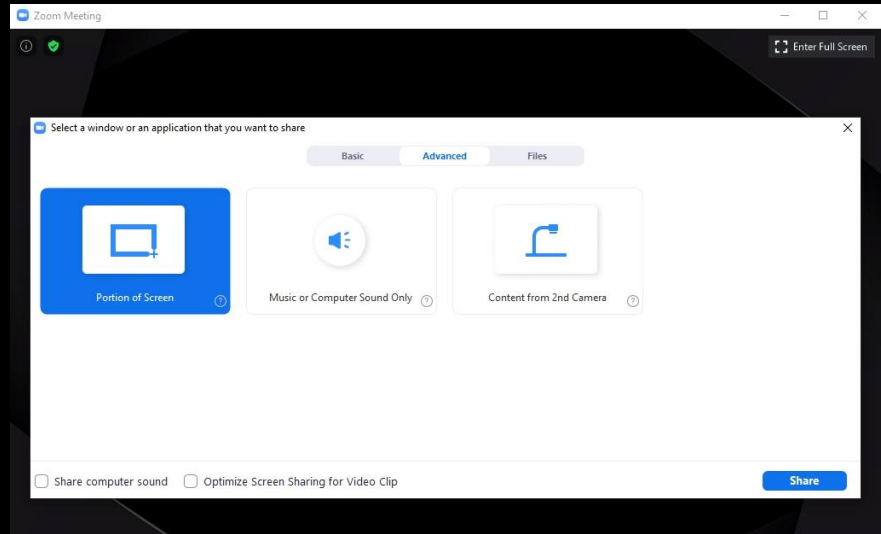 Zoom Meeting
Enter Full Screen
Select a window or an application that you want to share
Basic
Advanced
Files
Portion of Screen
Music or Computer Sound Only
Content from 2nd Camera
Share computer sound
Optimize Screen Sharing for Video Clip
Share